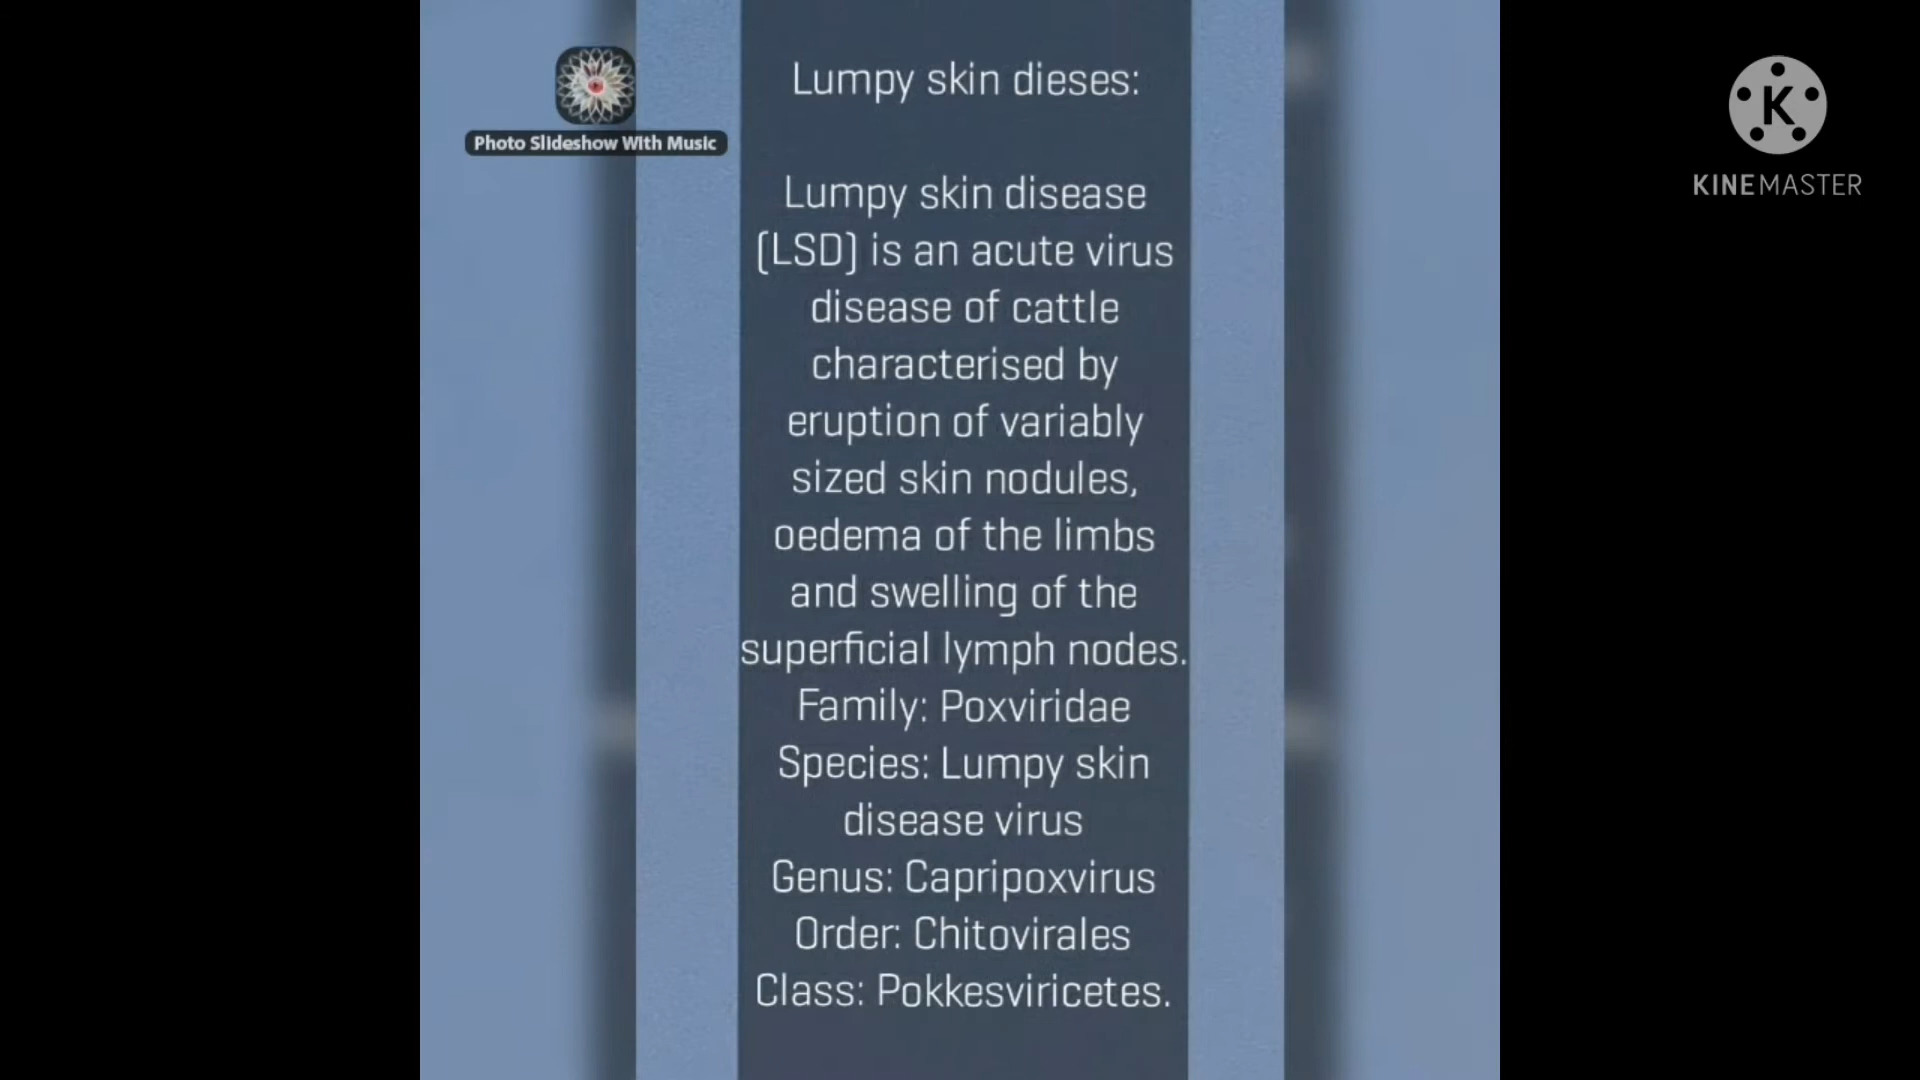 Lumpy skin dieses:
Photo Slideshow With Music
KINEMASTER
Lumpy skin disease
(LSD) is an acute virus
disease of cattle
characterised by
eruption of variably
sized skin nodules,
oedema of the limbs
and swelling of the
superficial lymph nodes.
Family: Poxviridae
Species: Lumpy skin
disease virus
Genus: Capripoxvirus
Order: Chitovirales
Class: Pokkesviricetes.